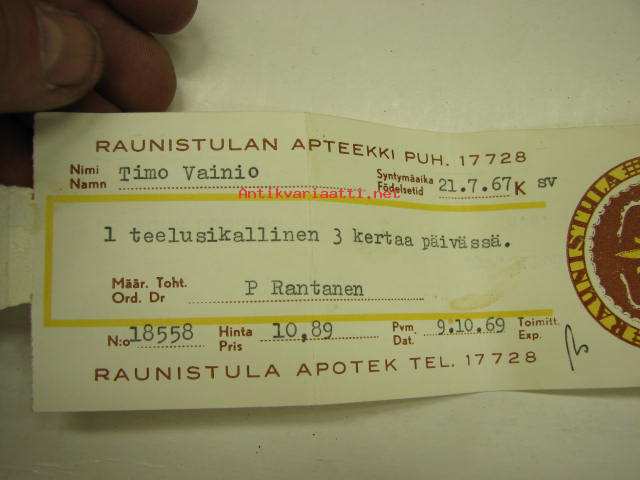 RAUNISTULAN APTEEKKI PUH. 17728
Nimi
Namn Timo Vainio Syntymäaika
Födelsetid 21.7.67 K sv
Antikvariaatti.net
1 teelusikallinen 3 kertaa päivässä.
Määr. Toht.
Ord. Dr P Rantanen
N:o 18558 Hinta
Pris 10,89 Pvm
Dat. 9.10.69 Toimitt.
Exp.
RAUNISTULA APOTEK TEL. 17728
RAUNISTULA